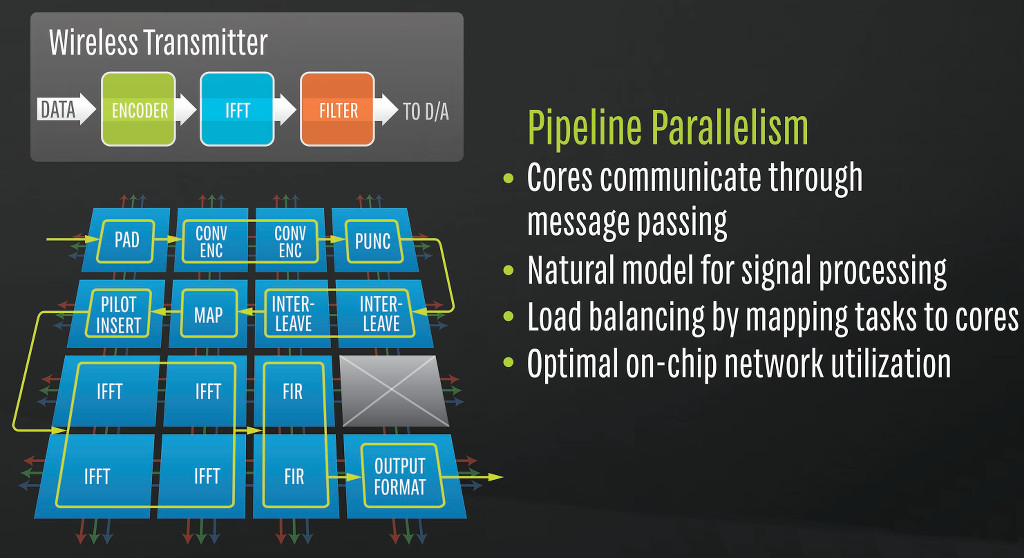 Wireless Transmitter
DATA
ENCODER
IFFT
FILTER
TO D/A
Pipeline Parallelism
• Cores communicate through
message passing
• Natural model for signal processing
• Load balancing by mapping tasks to cores
• Optimal on-chip network utilization
PAD
CONV
ENC
CONV
ENC
PUNC
PILOT
INSERT
MAP
INTER-
LEAVE
INTER-
LEAVE
IFFT
IFFT
FIR
IFFT
IFFT
FIR
OUTPUT
FORMAT